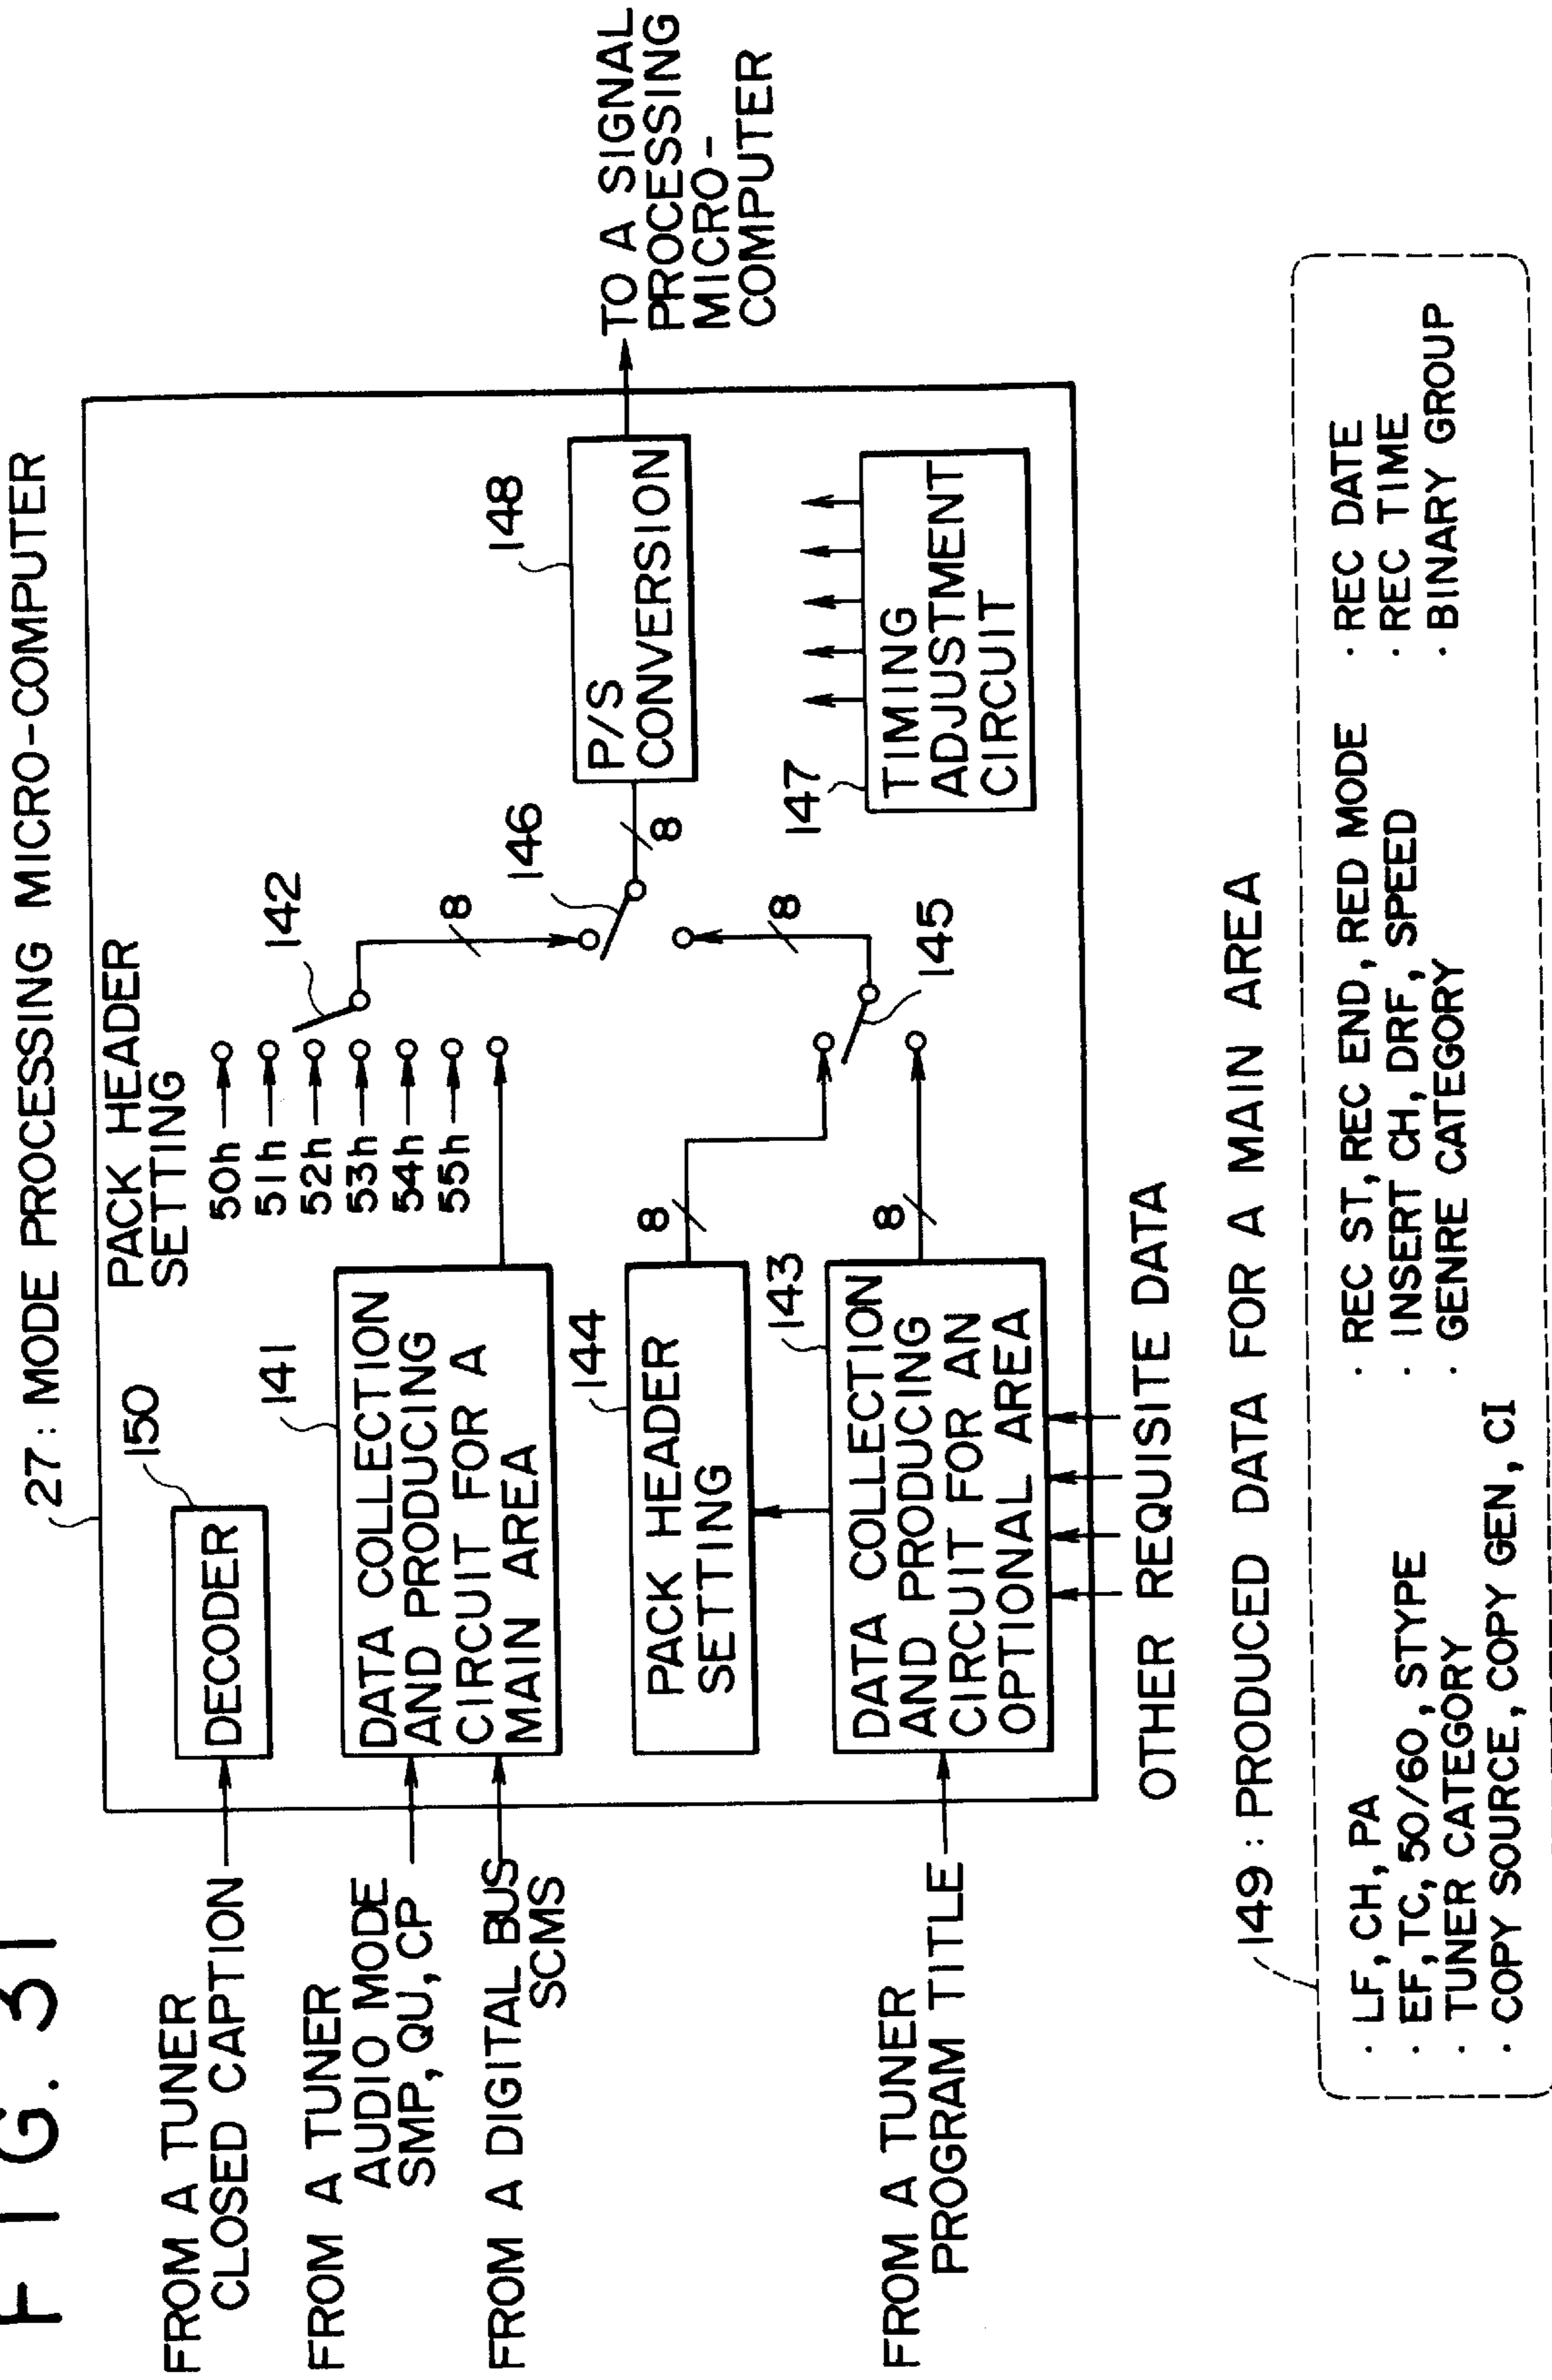 FIG. 31
27: MODE PROCESSING MICRO-COMPUTER
FROM A TUNER
CLOSED CAPTION
DECODER
150
PACK HEADER
SETTING
50h
51h
52h
53h
54h
55h
142
FROM A TUNER
AUDIO MODE
SMP, QU, CP
FROM A DIGITAL BUS
SCMS
141
DATA COLLECTION
AND PRODUCING
CIRCUIT FOR A
MAIN AREA
8
146
8
148
P/S
CONVERSION
TO A SIGNAL
PROCESSING
MICRO-
COMPUTER
144
PACK HEADER
SETTING
8
FROM A TUNER
PROGRAM TITLE
143
DATA COLLECTION
AND PRODUCING
CIRCUIT FOR AN
OPTIONAL AREA
8
8
145
147
TIMING
ADJUSTMENT
CIRCUIT
OTHER REQUISITE DATA
149: PRODUCED DATA FOR A MAIN AREA
· LF, CH, PA
· EF, TC, 50/60, STYPE
· TUNER CATEGORY
· COPY SOURCE, COPY GEN, CI
· REC ST, REC END, RED MODE
· INSERT CH, DRF, SPEED
· GENRE CATEGORY
· REC DATE
· REC TIME
· BINARY GROUP